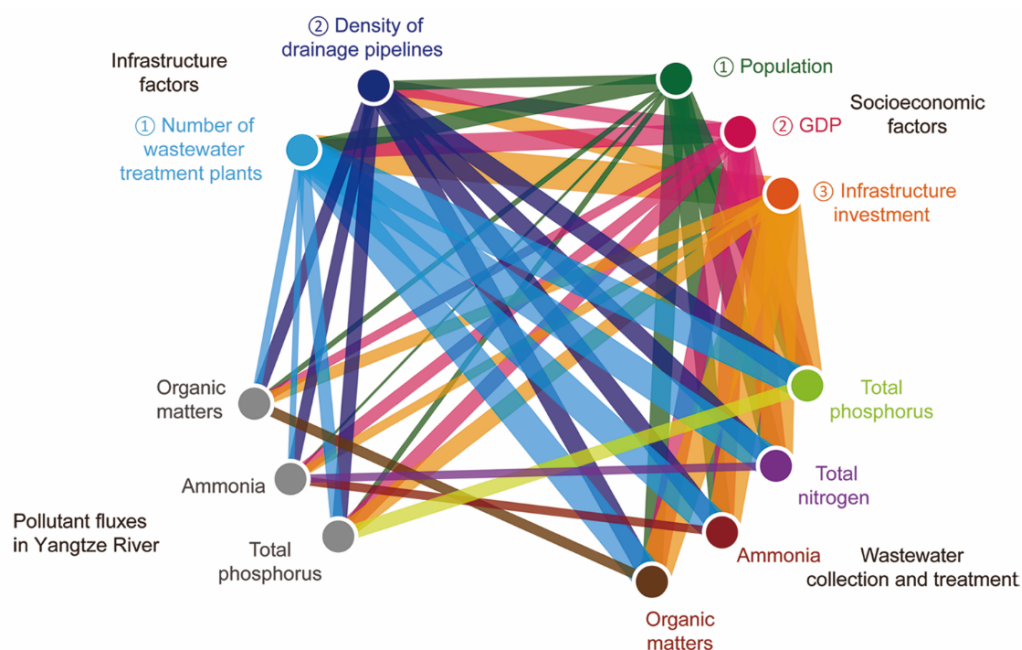 ② Density of
drainage pipelines
Infrastructure
factors
① Number of
wastewater
treatment plants
① Population
Socioeconomic
factors
② GDP
③ Infrastructure
investment
Organic
matters
Ammonia
Total
phosphorus
Pollutant fluxes
in Yangtze River
Total
phosphorus
Total
nitrogen
Ammonia
Wastewater
collection and treatment
Organic
matters